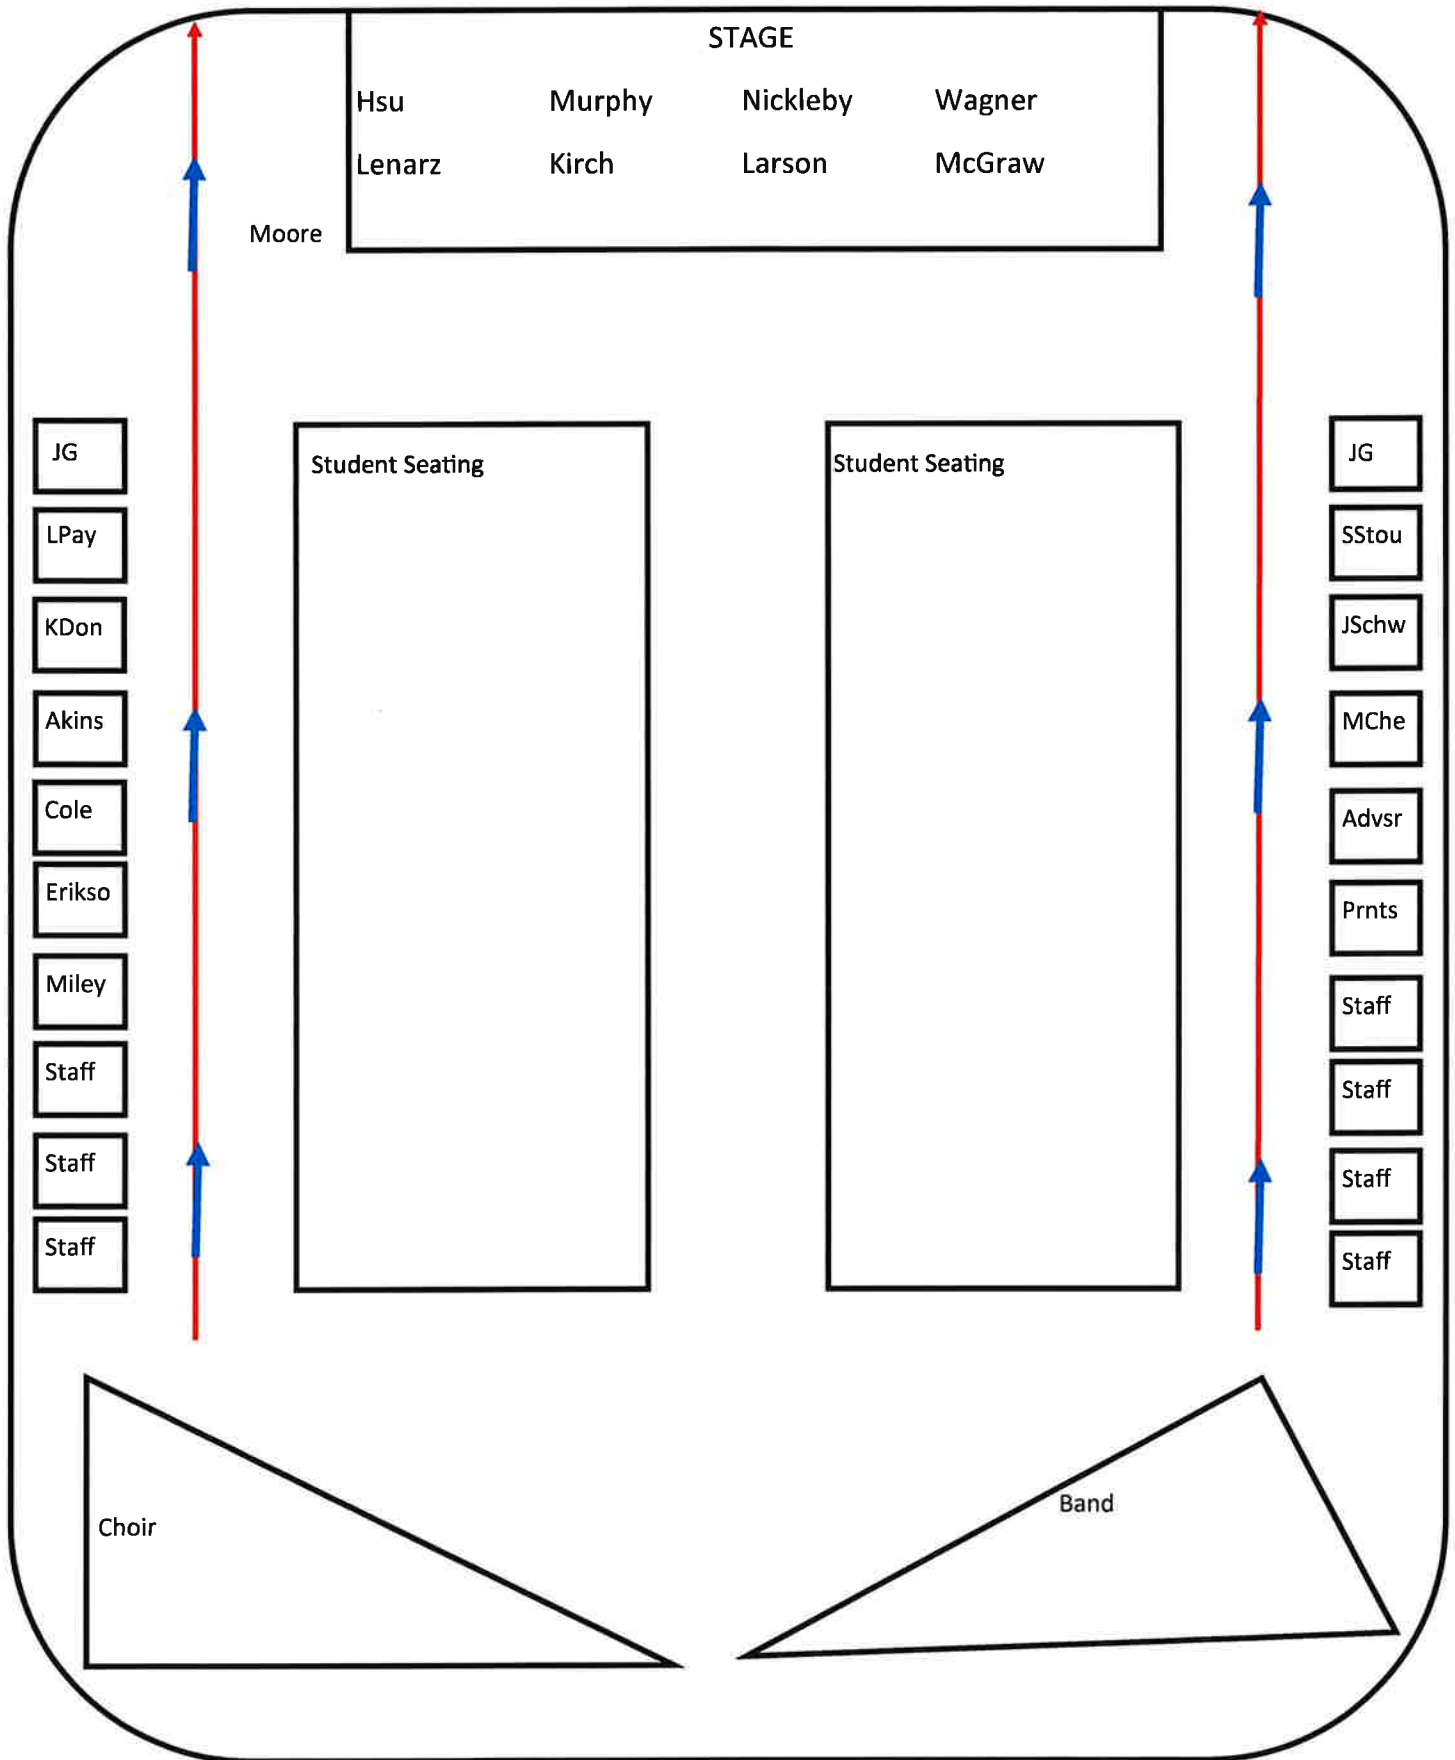 STAGE
Hsu Murphy Nickleby Wagner
Lenarz Kirch Larson McGraw
Moore
JG
LPay
KDon
Akins
Cole
Erikso
Miley
Staff
Staff
Staff
Student Seating
Student Seating
JG
SStou
JSchw
MChe
Advsr
Prnts
Staff
Staff
Staff
Staff
Choir
Band